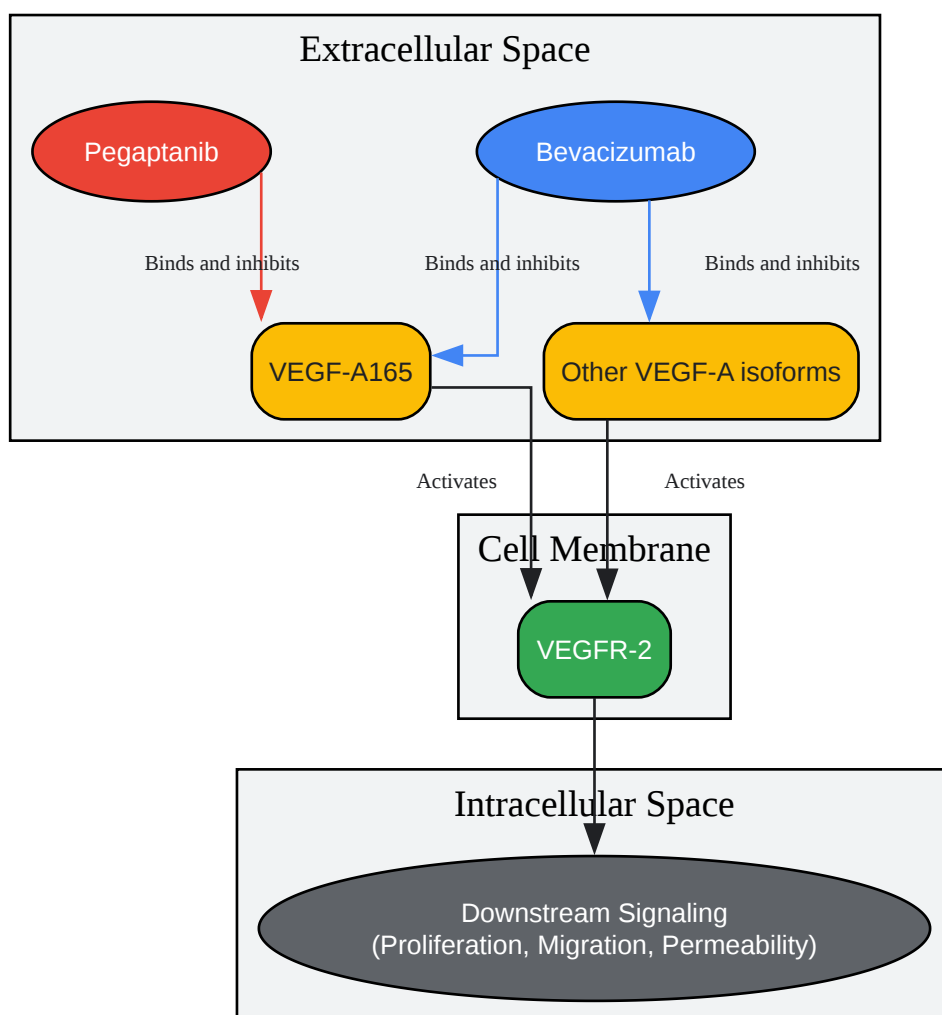 Extracellular Space
Pegaptanib
Bevacizumab
Binds and inhibits
Binds and inhibits
Binds and inhibits
VEGF-A165
Other VEGF-A isoforms
Activates
Activates
Cell Membrane
VEGFR-2
Intracellular Space
Downstream Signaling
(Proliferation, Migration, Permeability)